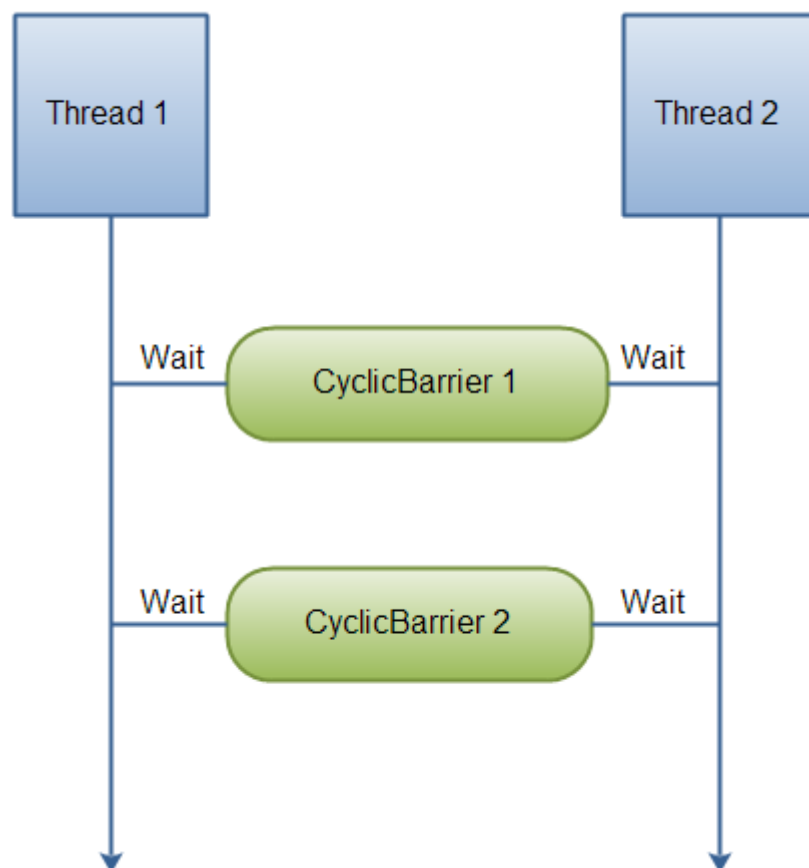 Thread 1
Thread 2
Wait
CyclicBarrier 1
Wait
Wait
CyclicBarrier 2
Wait